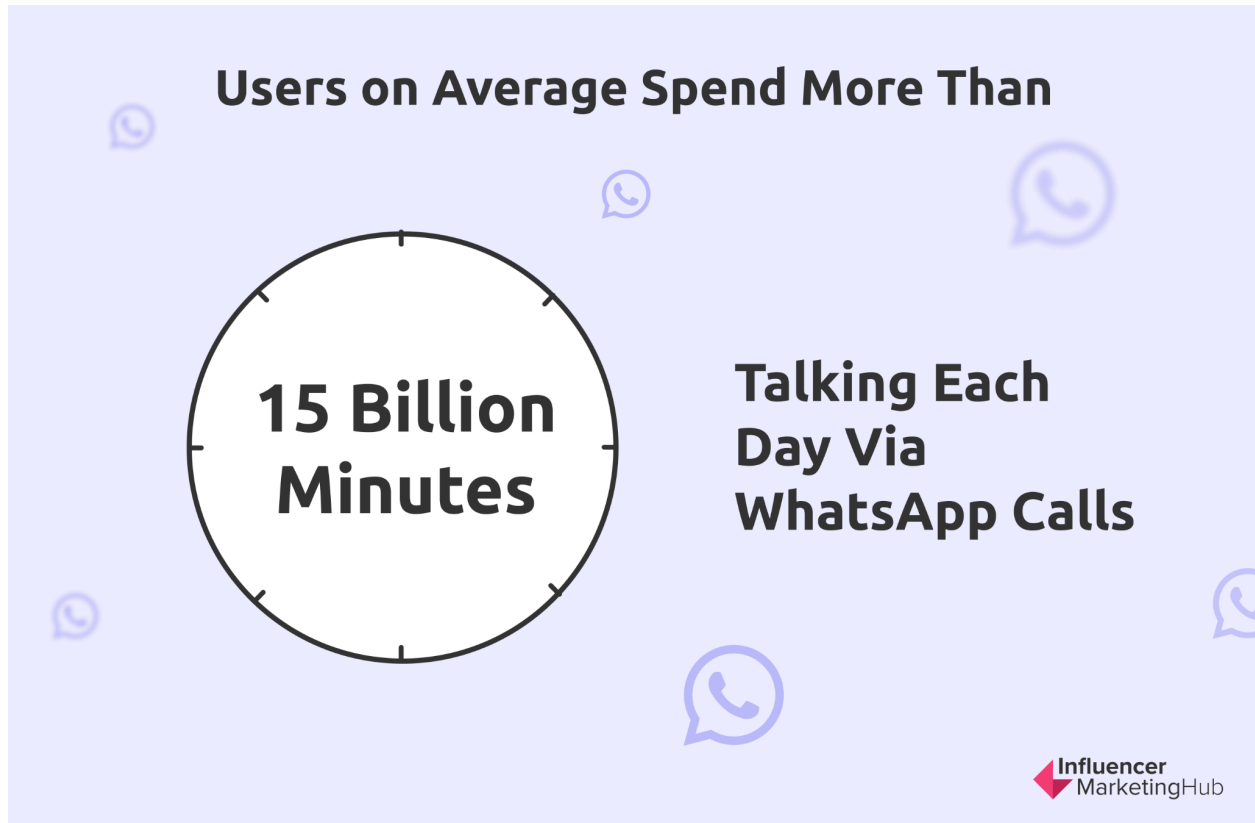 Users on Average Spend More Than
15 Billion
Minutes
Talking Each
Day Via
WhatsApp Calls
Influencer
MarketingHub